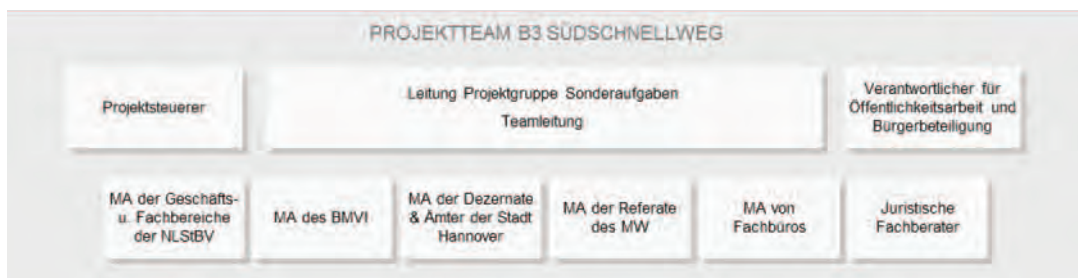 PROJEKTTEAM B3 SÜDSCHNELLWEG
Projektsteuerer
Leitung Projektgruppe Sonderaufgaben
Teamleitung
Verantwortlicher für
Öffentlichkeitsarbeit und
Bürgerbeteiligung
MA der Geschäfts-
u. Fachbereiche
der NLStBV
MA des BMVI
MA der Dezernate
& Ämter der Stadt
Hannover
MA der Referate
des MW
MA von
Fachbüros
Juristische
Fachberater